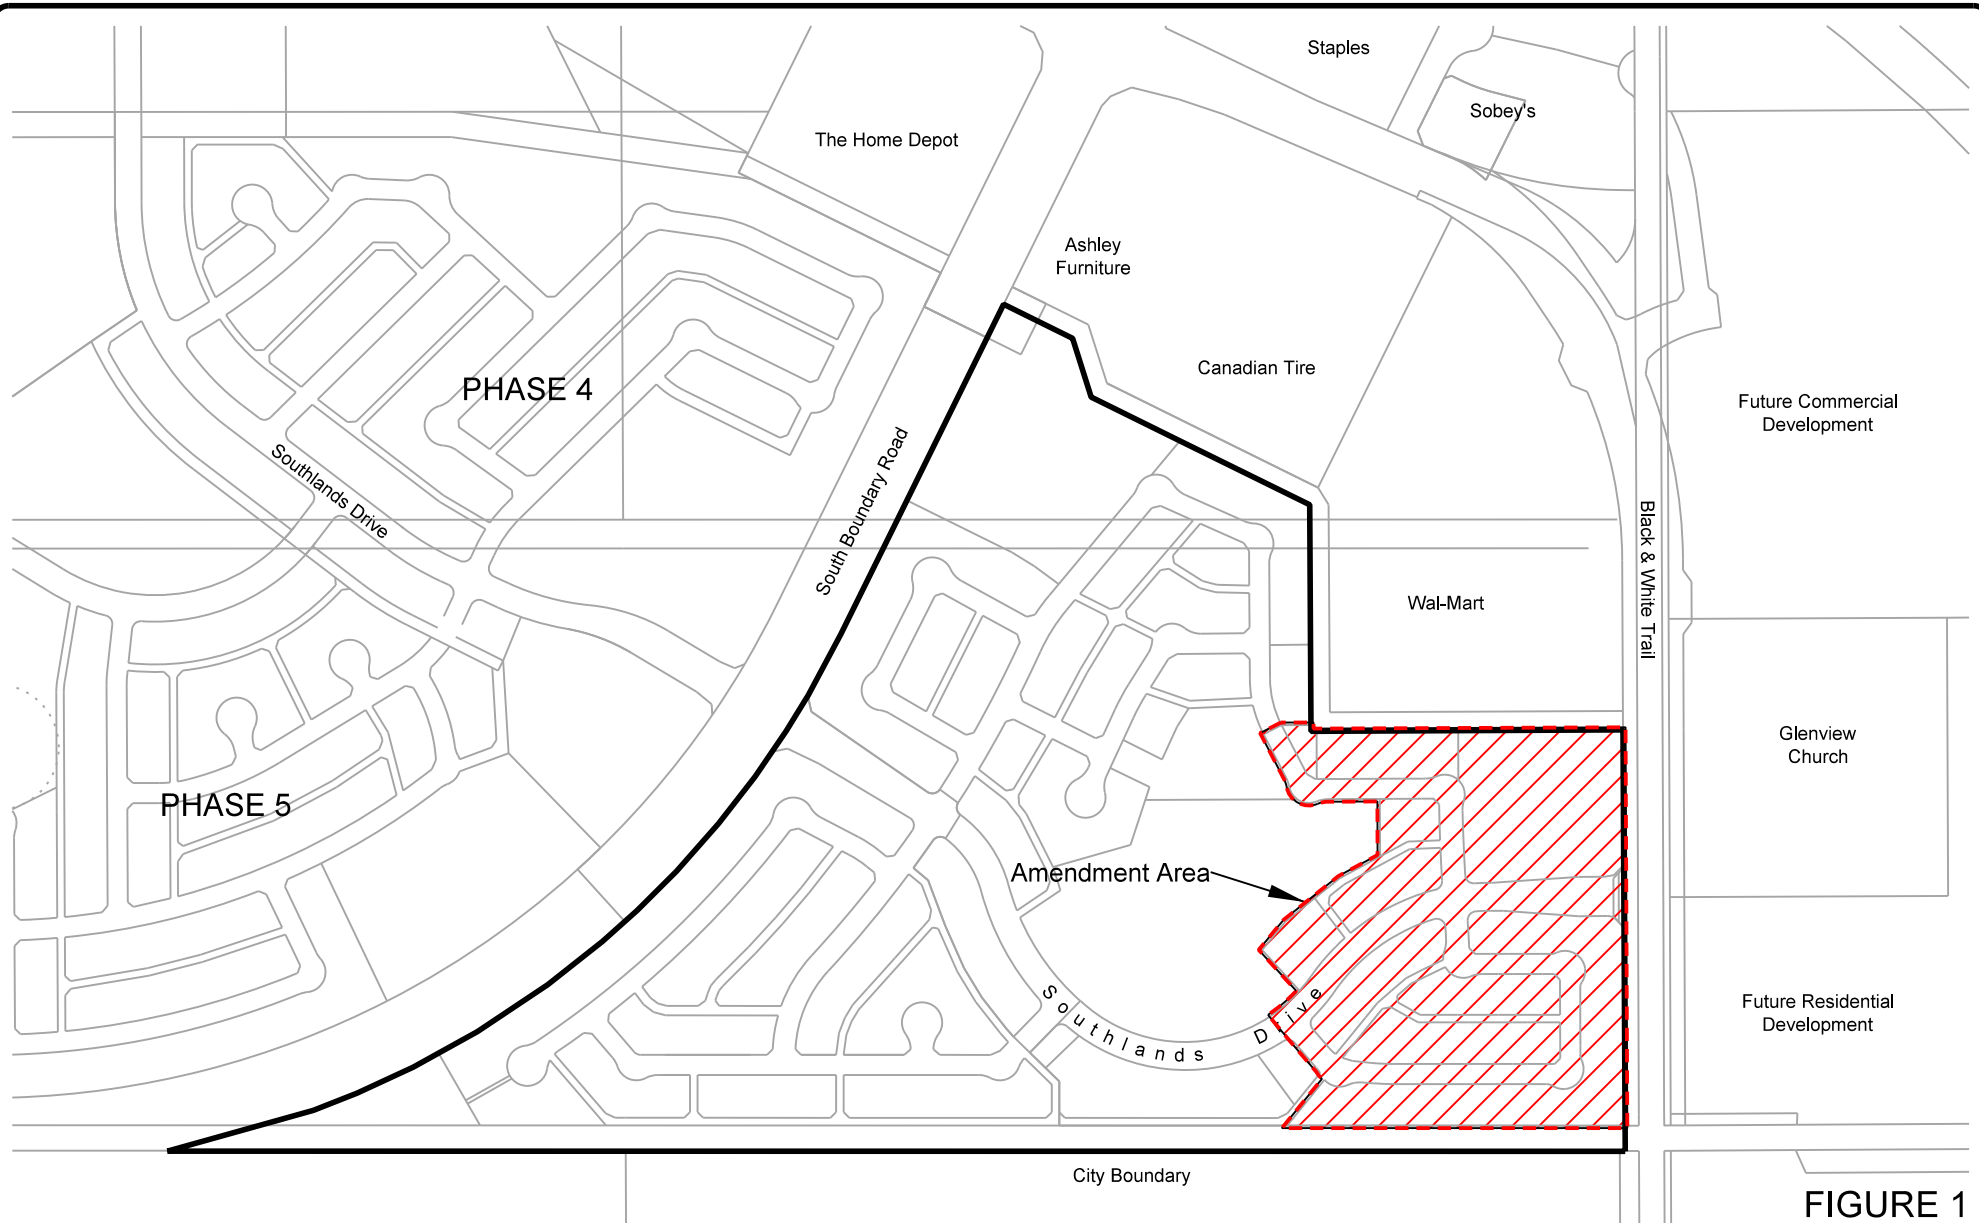 Staples
Sobey's
The Home Depot
Ashley
Furniture
Canadian Tire
PHASE 4
Future Commercial
Development
Southlands Drive
South Boundary Road
Black & White Trail
Wal-Mart
Glenview
Church
PHASE 5
Amendment Area
Southlands Drive
Future Residential
Development
City Boundary
FIGURE 1